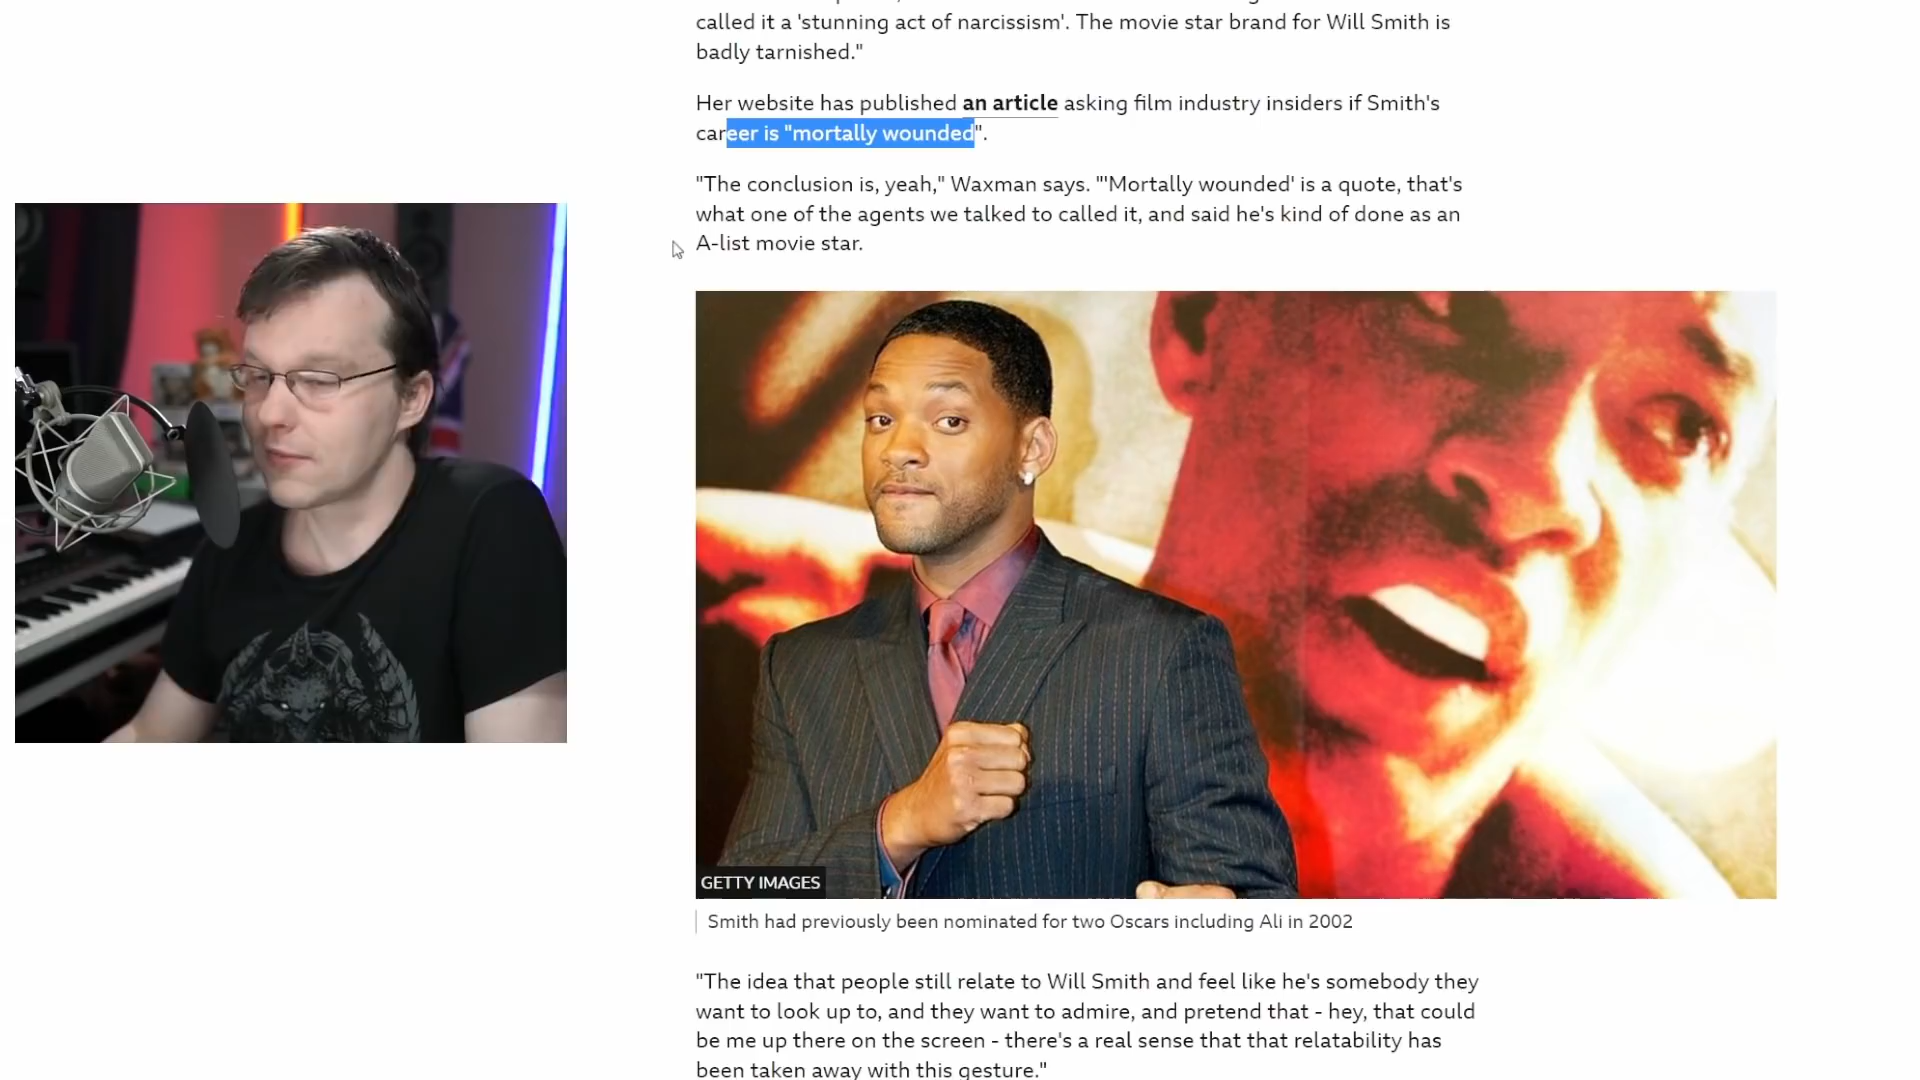 called it a 'stunning act of narcissism'. The movie star brand for Will Smith is
badly tarnished."
Her website has published an article asking film industry insiders if Smith's
career is "mortally wounded".
"The conclusion is, yeah," Waxman says. "'Mortally wounded' is a quote, that's
what one of the agents we talked to called it, and said he's kind of done as an
A-list movie star.
GETTY IMAGES
Smith had previously been nominated for two Oscars including Ali in 2002
"The idea that people still relate to Will Smith and feel like he's somebody they
want to look up to, and they want to admire, and pretend that - hey, that could
be me up there on the screen - there's a real sense that that relatability has
been taken away with this gesture."